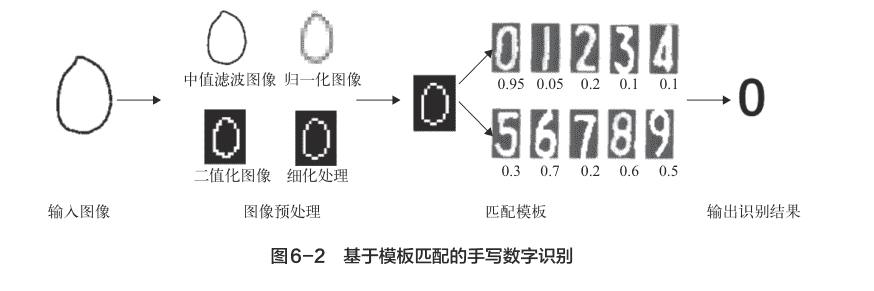 0 1 2 3 4
中值滤波图像 归一化图像
0.95 0.05 0.2 0.1 0.1
0
5 6 7 8 9
二值化图像 细化处理
0.3 0.7 0.2 0.6 0.5
输入图像 图像预处理 匹配模板 输出识别结果
图6-2 基于模板匹配的手写数字识别